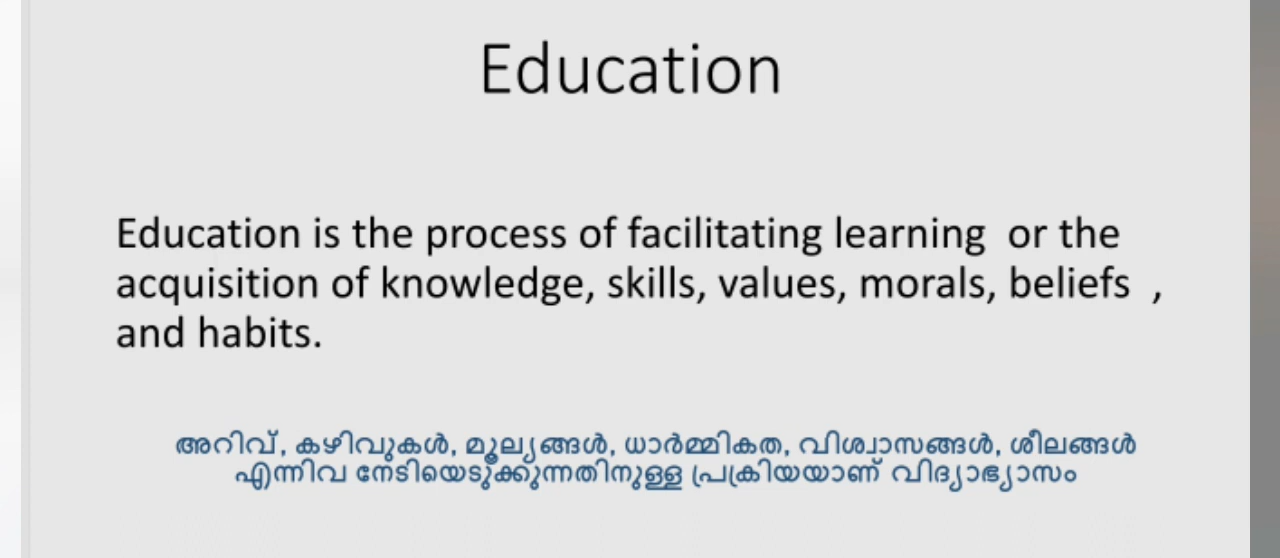 Education
Education is the process of facilitating learning  or the
acquisition of knowledge, skills, values, morals, beliefs  ,
and habits.
അറിവ്, കഴിവുകൾ, മൂല്യങ്ങൾ, ധാർമ്മികത, വിശ്വാസങ്ങൾ, ശീലങ്ങൾ
എന്നിവ നേടിയെടുക്കുന്നതിനുള്ള പ്രക്രിയയാണ് വിദ്യാഭ്യാസം